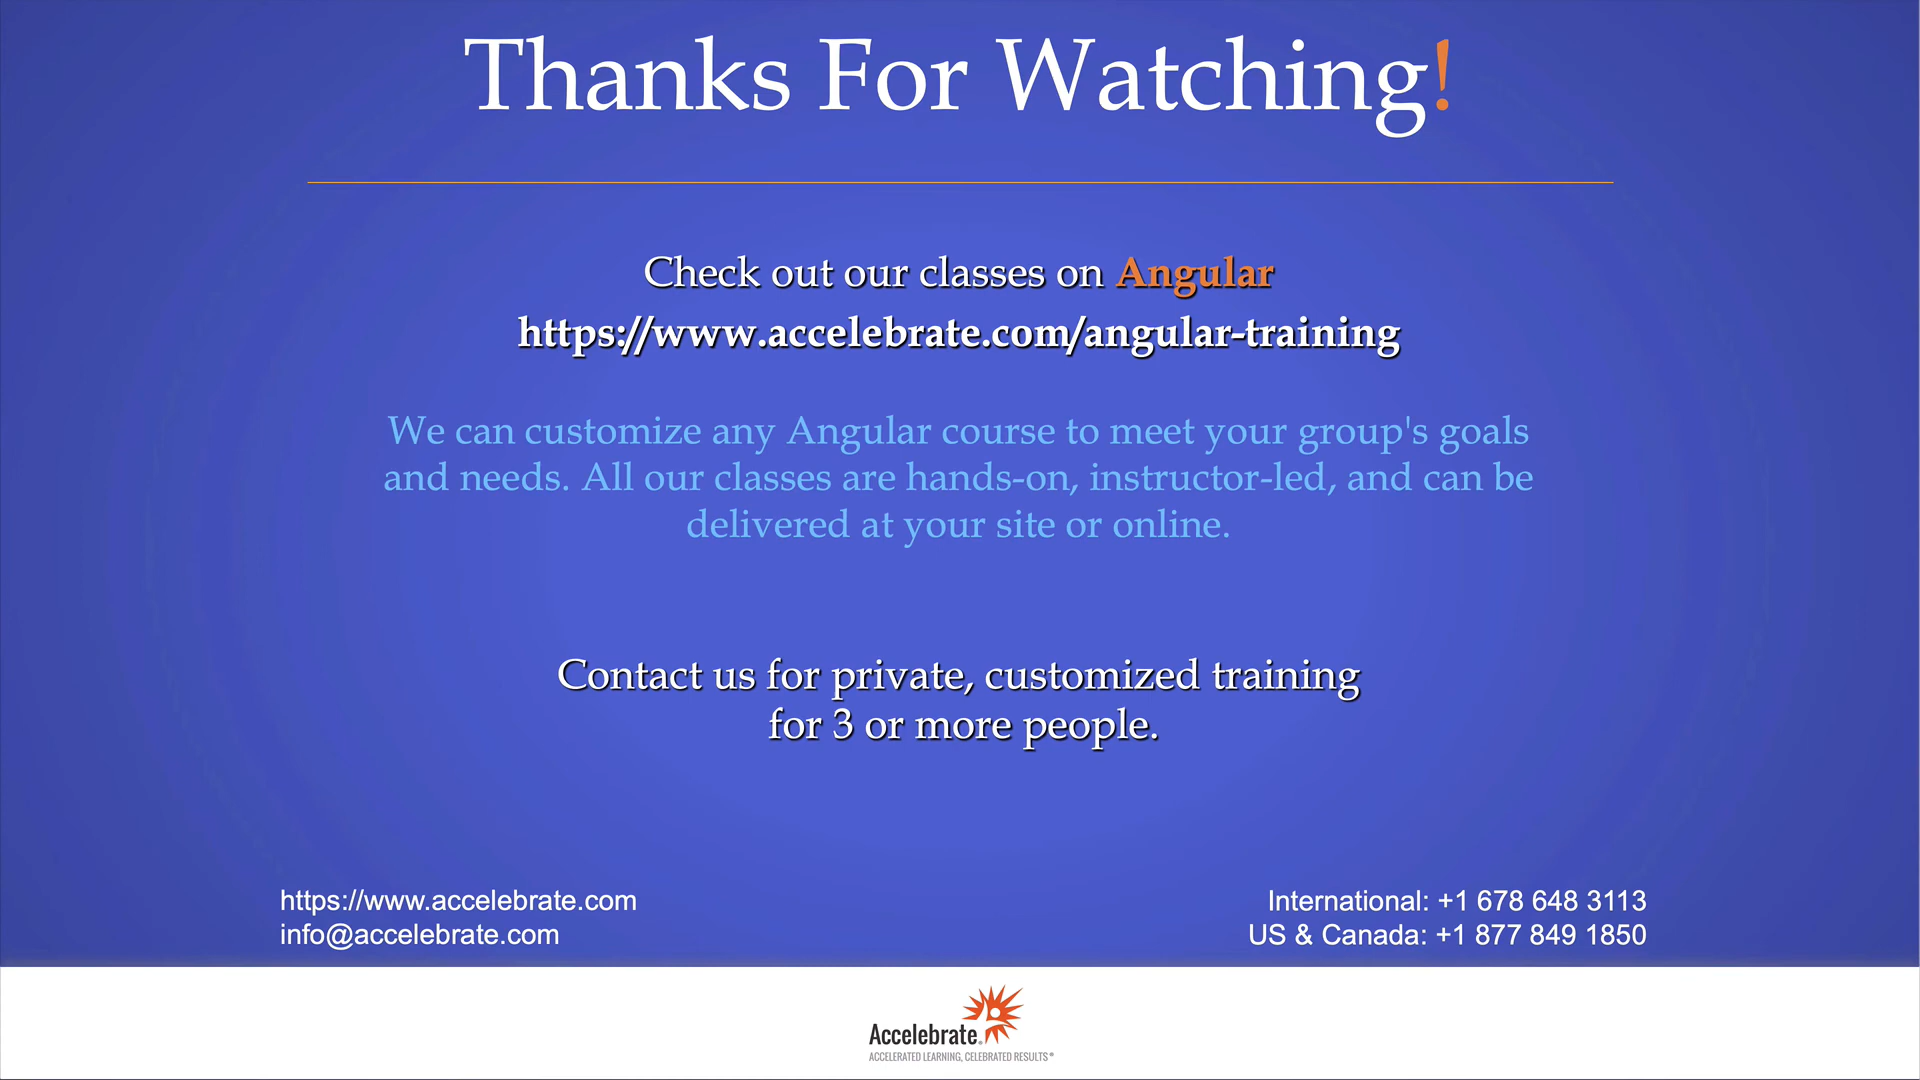 Thanks For Watching!
Check out our classes on Angular
https://www.accelebrate.com/angular-training
We can customize any Angular course to meet your group's goals
and needs. All our classes are hands-on, instructor-led, and can be
delivered at your site or online.
Contact us for private, customized training
for 3 or more people.
https://www.accelebrate.com
info@accelebrate.com
International: +1 678 648 3113
US & Canada: +1 877 849 1850
Accelebrate®
ACCELERATED LEARNING, CELEBRATED RESULTS®